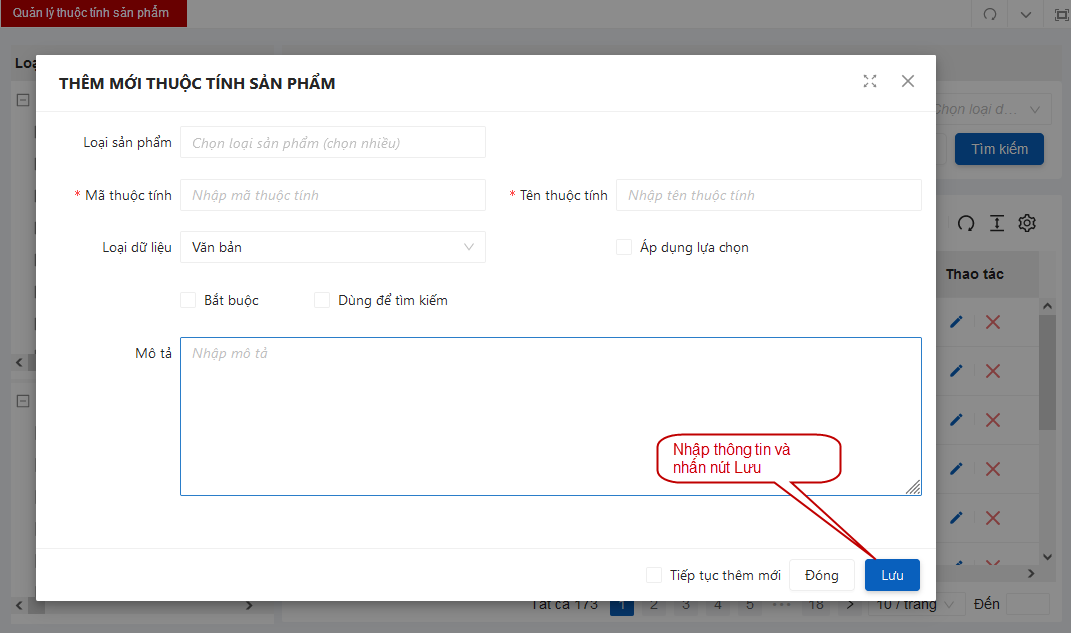 Quản lý thuộc tính sản phẩm
THÊM MỚI THUỘC TÍNH SẢN PHẨM
Loại sản phẩm Chọn loại sản phẩm (chọn nhiều)
* Mã thuộc tính Nhập mã thuộc tính * Tên thuộc tính Nhập tên thuộc tính
Loại dữ liệu Văn bản Áp dụng lựa chọn
Bắt buộc Dùng để tìm kiếm
Mô tả Nhập mô tả
Nhập thông tin và
nhấn nút Lưu
Tiếp tục thêm mới Đóng Lưu
Chọn loại d...
Tìm kiếm
Thao tác
Tất cả 173 1 2 3 4 5 ••• 18 10 / trang Đến